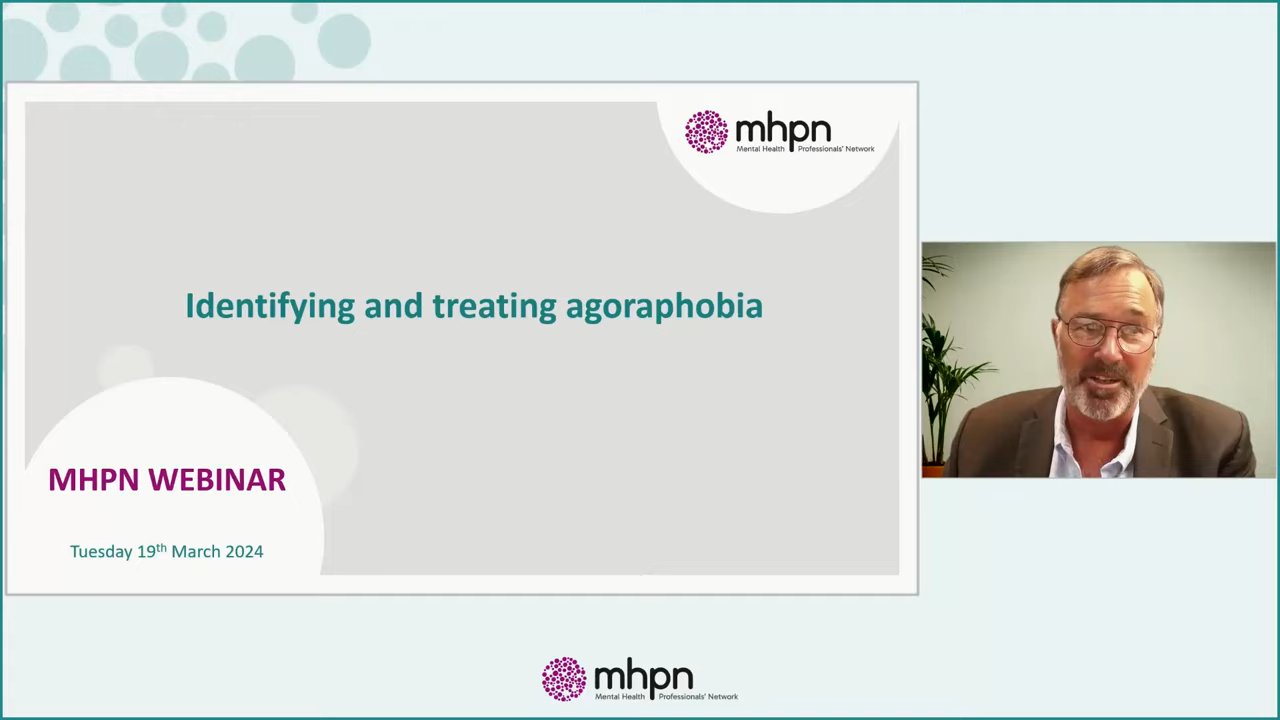 mhpn
Mental Health Professionals' Network
Identifying and treating agoraphobia
MHPN WEBINAR
Tuesday 19th March 2024
mhpn
Mental Health Professionals' Network